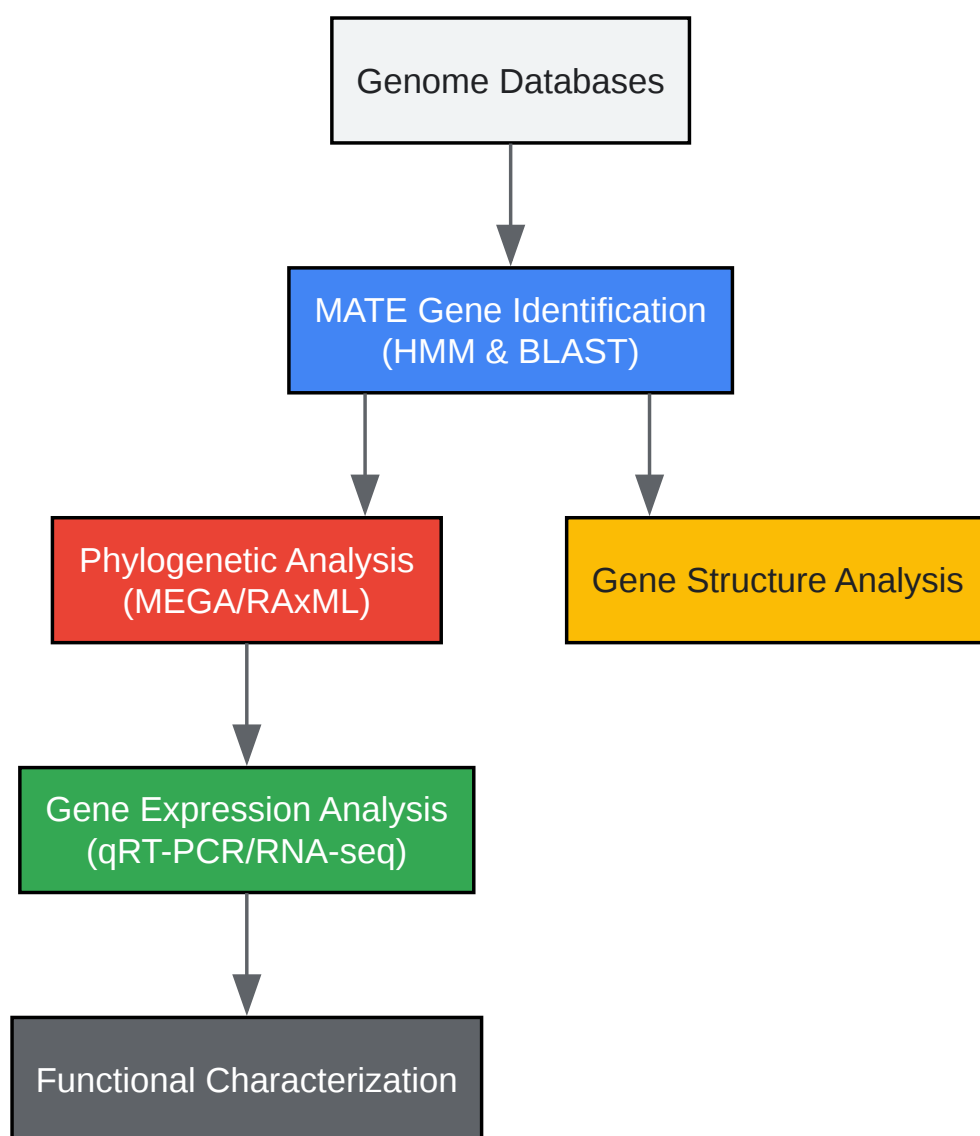 Genome Databases
MATE Gene Identification
(HMM & BLAST)
Phylogenetic Analysis
(MEGA/RAxML)
Gene Structure Analysis
Gene Expression Analysis
(qRT-PCR/RNA-seq)
Functional Characterization